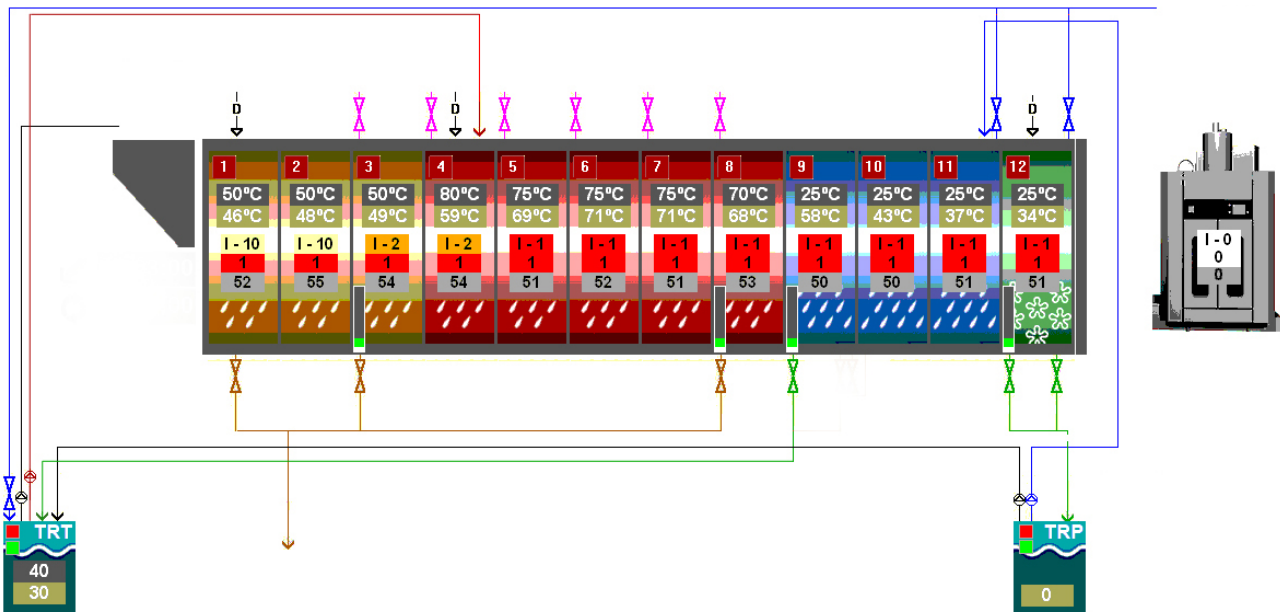 D D D
1 2 3 4 5 6 7 8 9 10 11 12
50ºC 50ºC 50ºC 80ºC 75ºC 75ºC 75ºC 70ºC 25ºC 25ºC 25ºC 25ºC
46ºC 48ºC 49ºC 59ºC 69ºC 71ºC 71ºC 68ºC 58ºC 43ºC 37ºC 34ºC
I - 10 I - 10 I - 2 I - 2 I - 1 I - 1 I - 1 I - 1 I - 1 I - 1 I - 1 I - 1 I - 0
1 1 1 1 1 1 1 1 1 1 1 1 0
52 55 54 54 51 52 51 53 50 50 51 51 0
TRT TRP
40
30 0